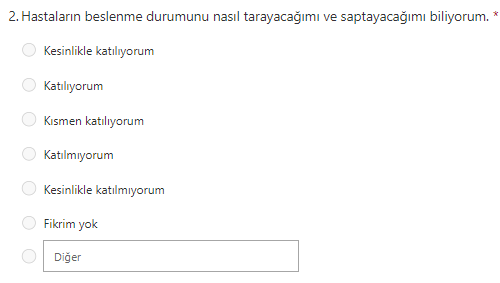 2. Hastaların beslenme durumunu nasıl tarayacağımı ve saptayacağımı biliyorum. *
Kesinlikle katılıyorum
Katılıyorum
Kısmen katılıyorum
Katılmıyorum
Kesinlikle katılmıyorum
Fikrim yok
Diğer